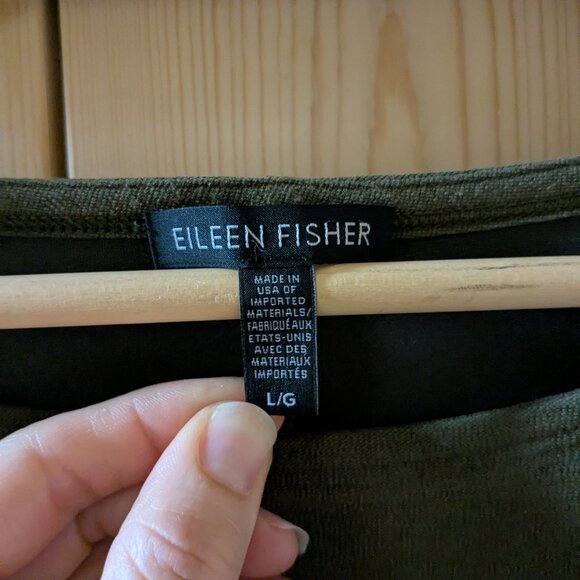 EILEEN FISHER
MADE IN
USA OF
IMPORTED
MATERIALS/
FABRIQUÉ AUX
ETATS-UNIS
AVEC DES
MATERIAUX
IMPORTÉS
L/G